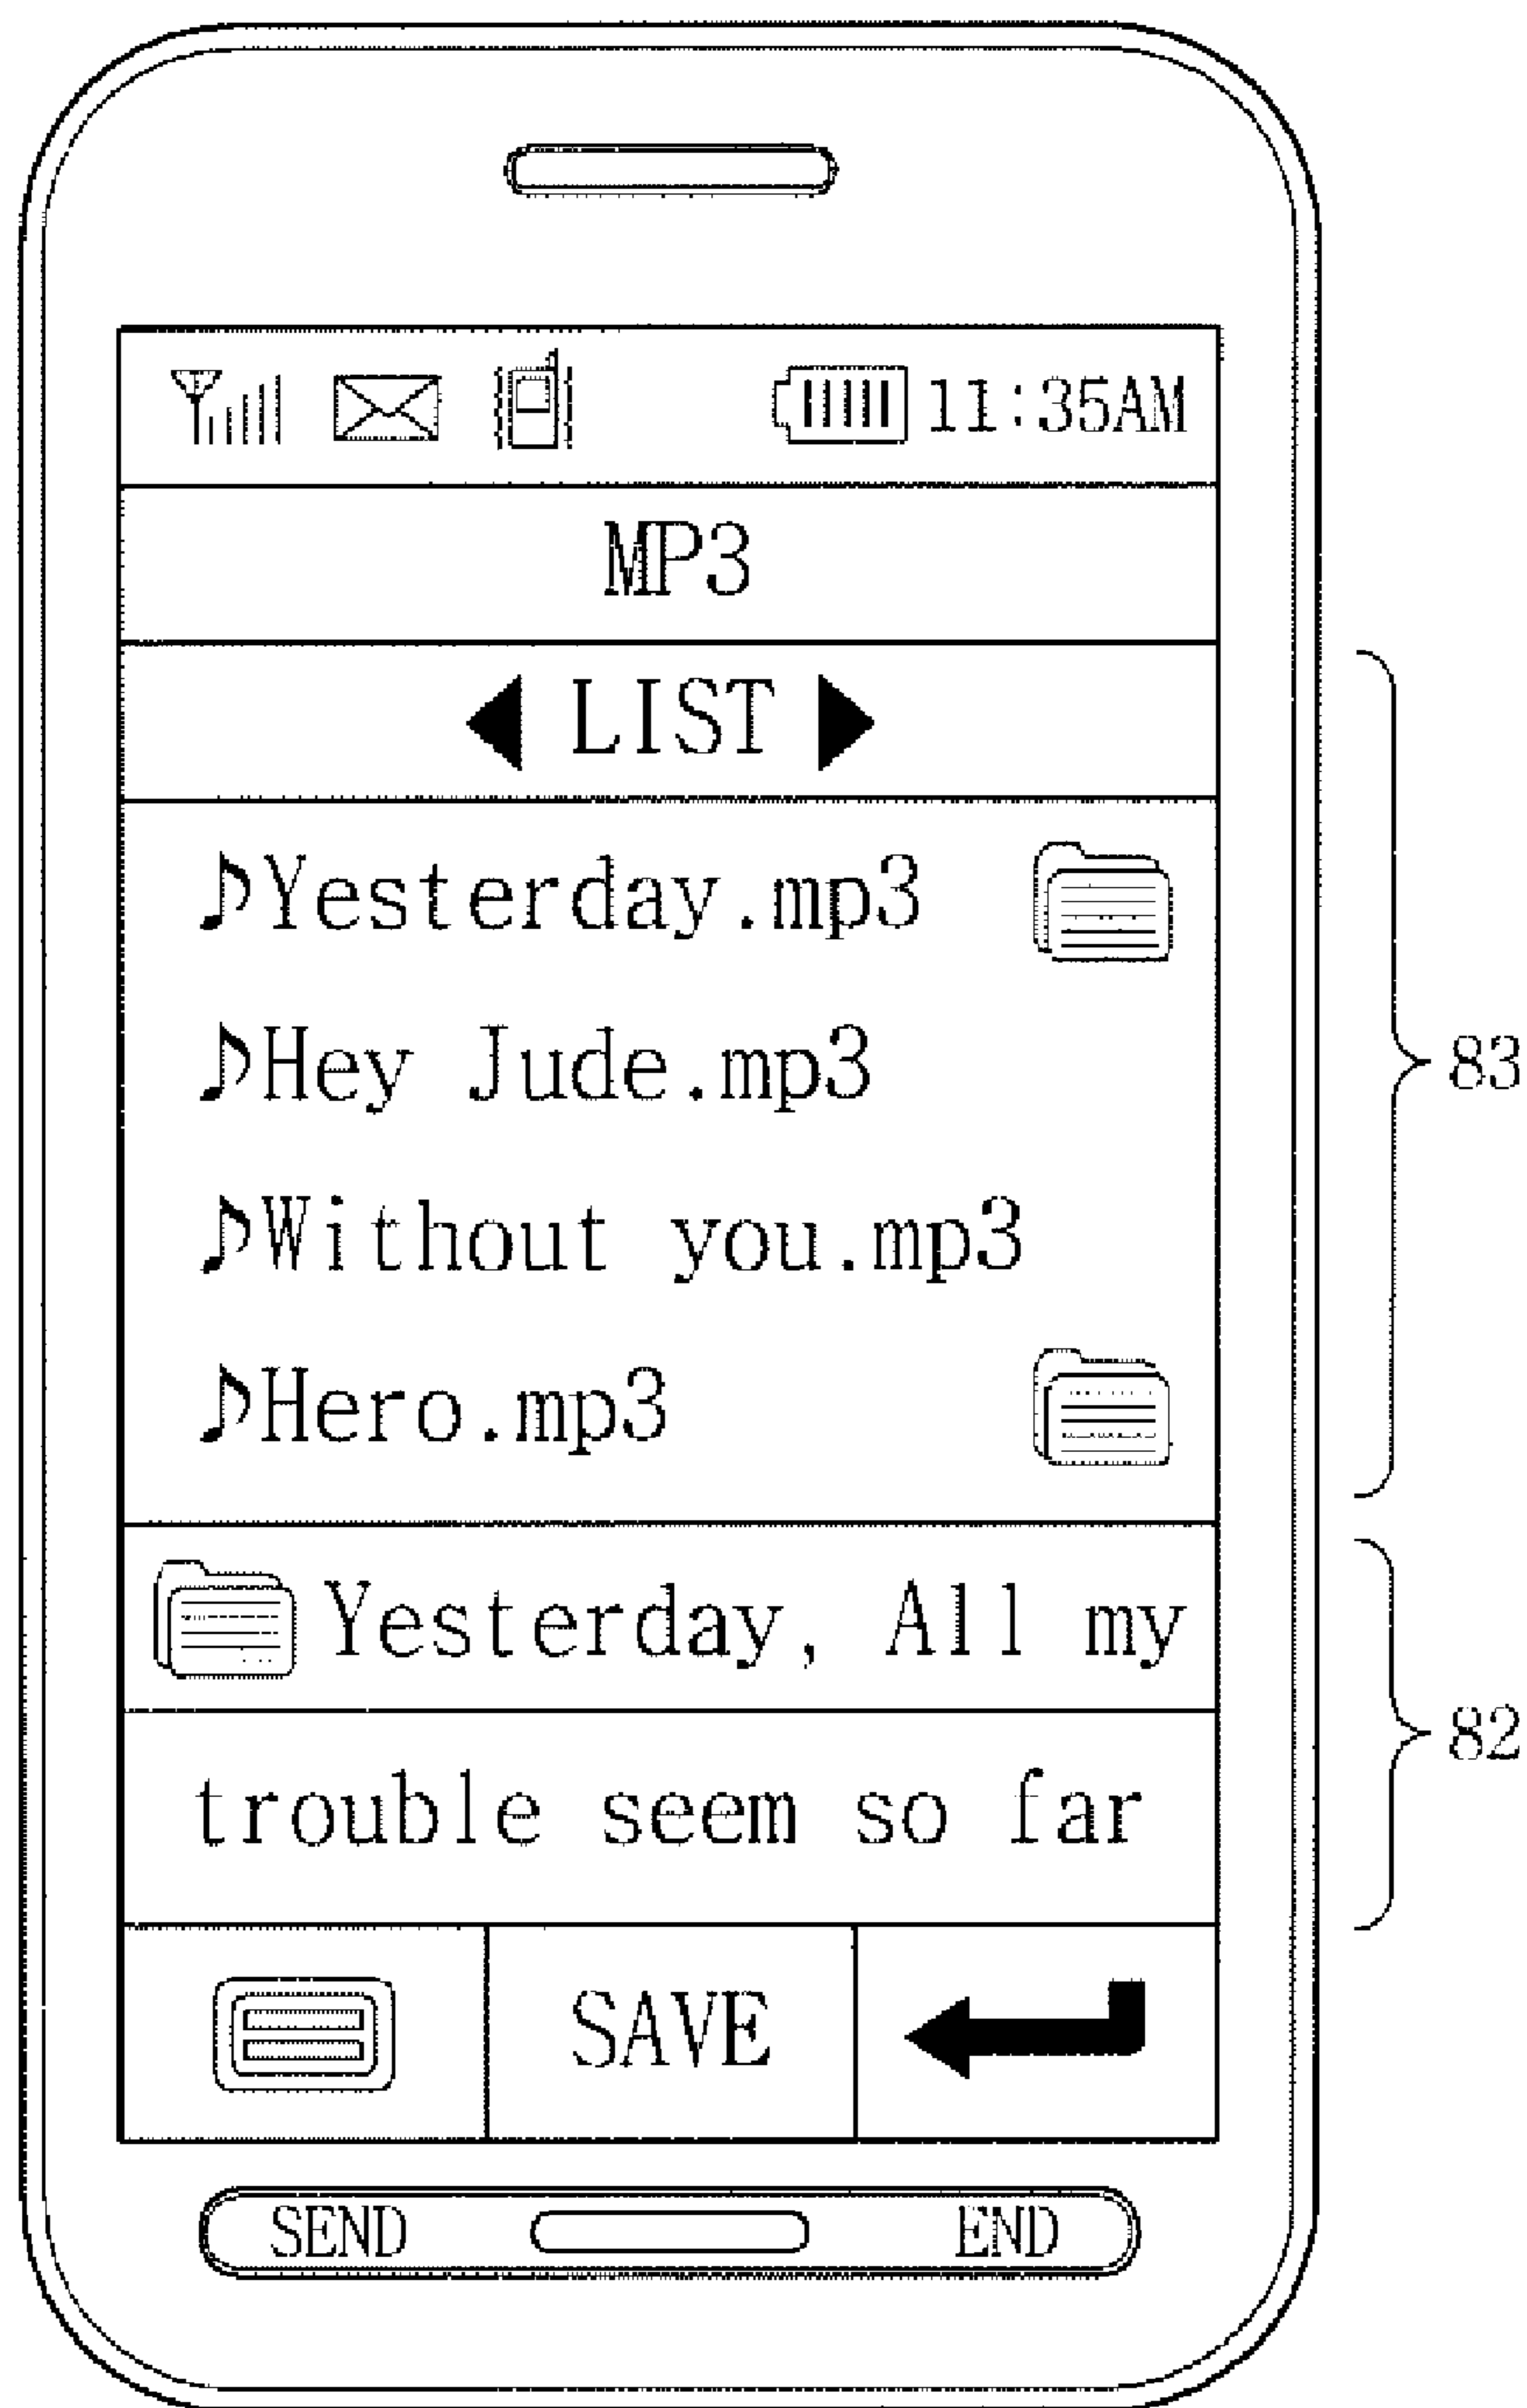 11:35AM
MP3
◀ LIST ▶
♪Yesterday.mp3
♪Hey Jude.mp3
83
♪Without you.mp3
♪Hero.mp3
Yesterday, All my
82
trouble seem so far
SAVE
SEND END